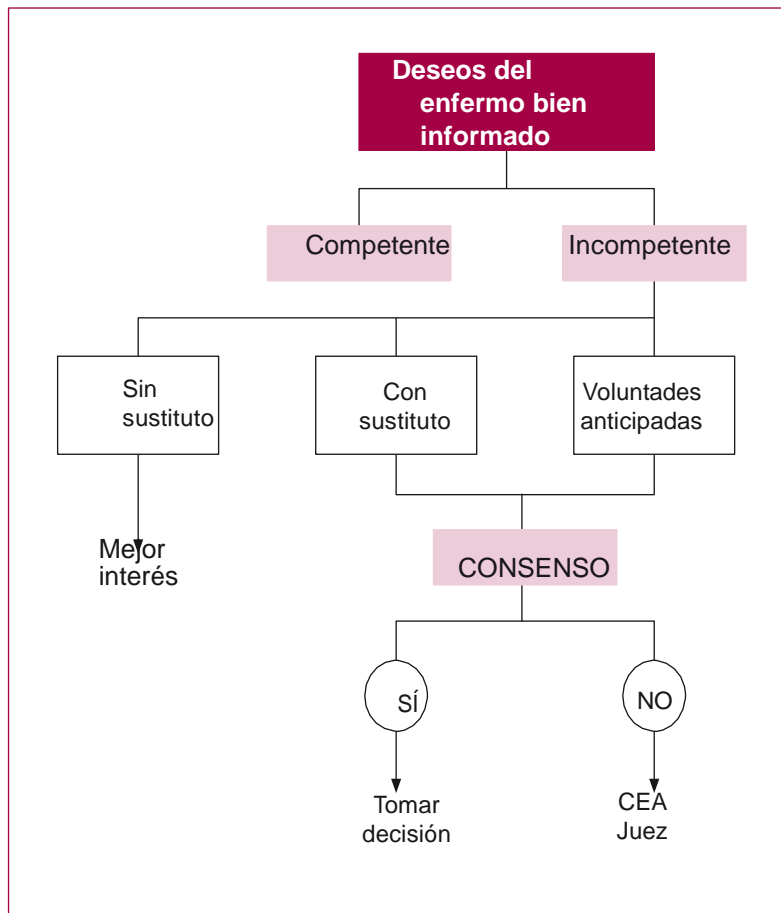 Deseos del
enfermo bien
informado
Competente
Incompetente
Sin
sustituto
Con
sustituto
Voluntades
anticipadas
Mejor
interés
CONSENSO
SÍ
NO
Tomar
decisión
CEA
Juez